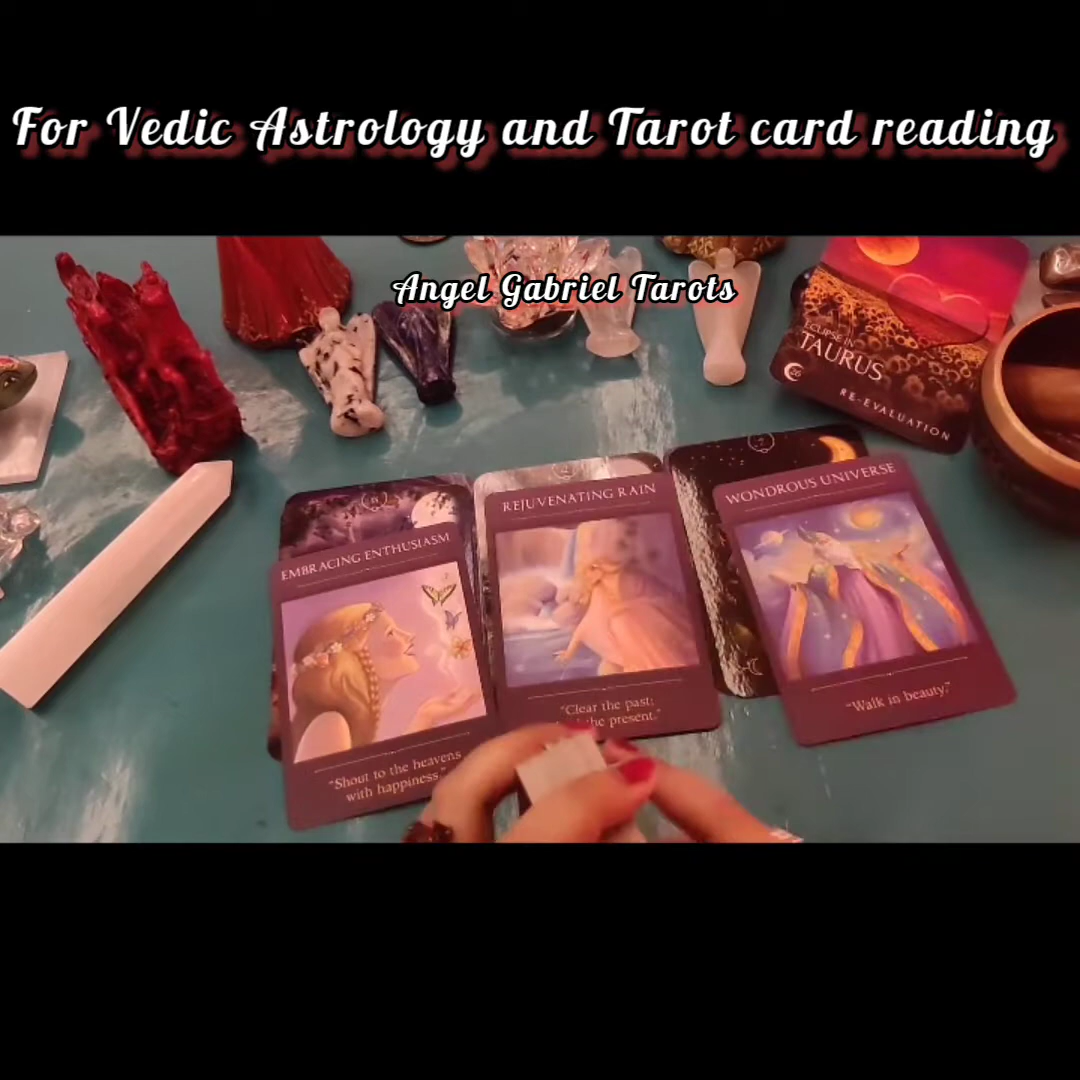 For Vedic Astrology and Tarot card reading
Angel Gabriel Tarots
ECLIPSE IN
TAURUS
RE-EVALUATION
EMBRACING ENTHUSIASM
"Shout to the heavens
with happiness."
REJUVENATING RAIN
"Clear the past;
the present."
WONDROUS UNIVERSE
"Walk in beauty."